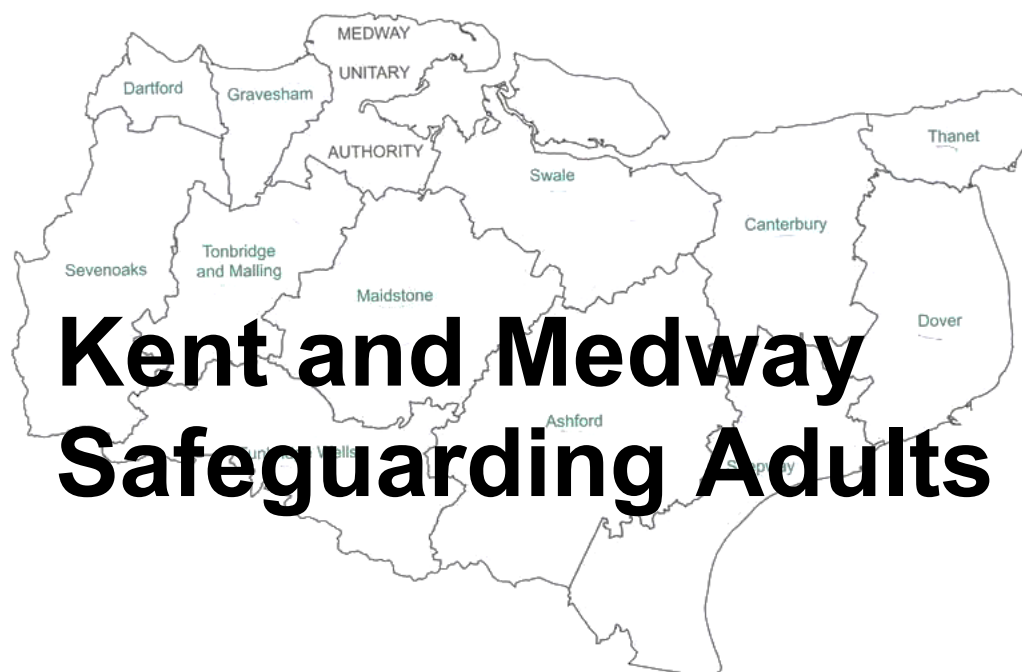 MEDWAY
UNITARY
AUTHORITY
Dartford
Gravesham
Thanet
Swale
Canterbury
Tonbridge
and Malling
Sevenoaks
Maidstone
Dover
Kent and Medway
Ashford
Safeguarding Adults
Wells